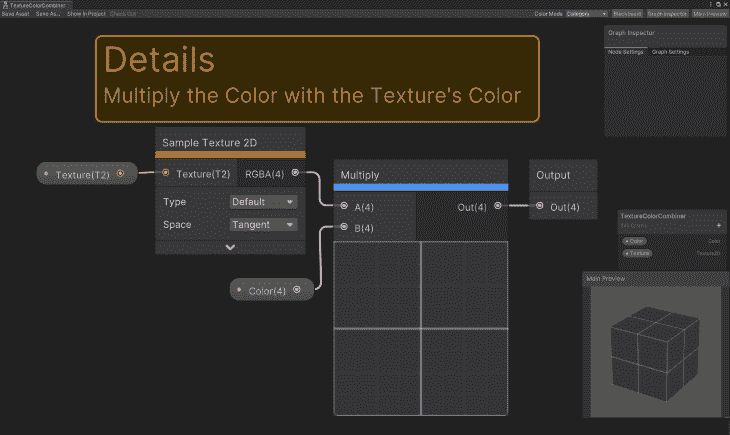 TextureColorCombiner
Save Asset Save As... Show In Project Check Out Color Mode Category Blackboard Graph Inspector Main Preview
Details
Multiply the Color with the Texture's Color
Graph Inspector
Node Settings Graph Settings
Sample Texture 2D
Texture(T2) Texture(T2) RGBA(4)
Type Default
Space Tangent
Color(4)
Multiply
A(4) Out(4)
B(4)
Output
Out(4)
TextureColorCombiner
Color
Texture Texture2D
Main Preview